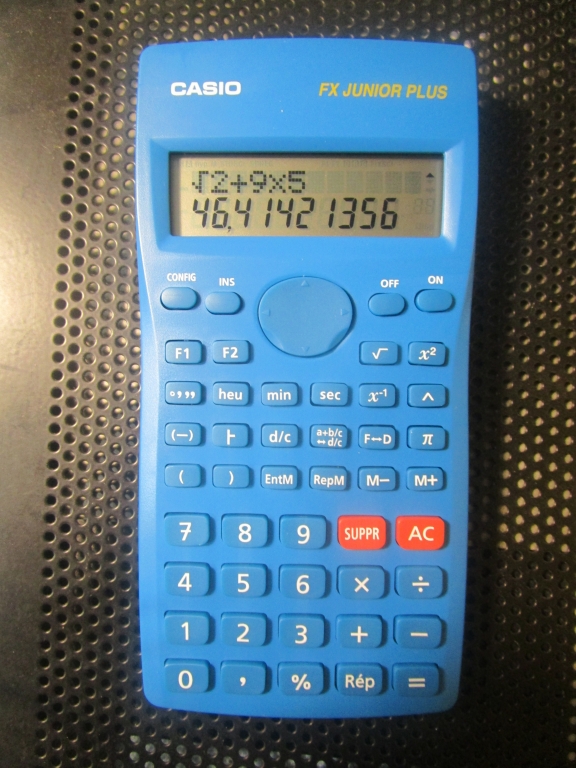 CASIO FX JUNIOR PLUS
√2+9×5
46,41421356
CONFIG INS OFF ON
F1 F2 √ x²
° ’ ’ ’ heu min sec x⁻¹ ^
(−) ⊢ d/c a+b/c ↔ d/c F↔D π
( ) EntM RepM M− M+
7 8 9 SUPPR AC
4 5 6 × ÷
1 2 3 + −
0 , % Rép =